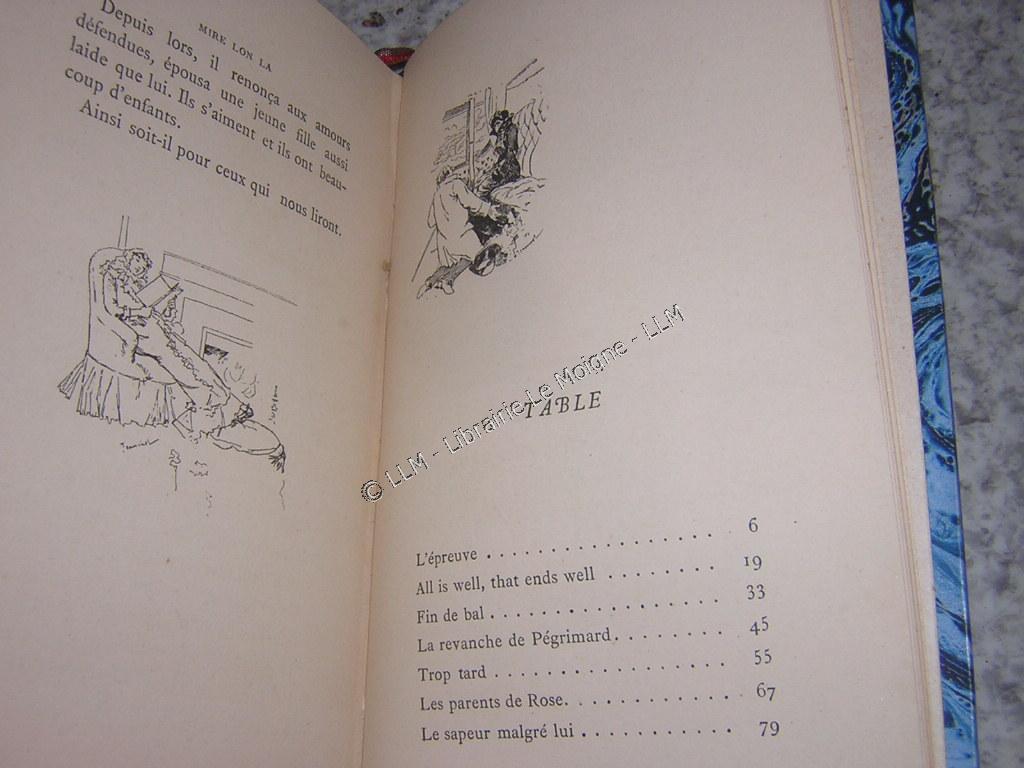 MIRE LON LA
Depuis lors, il renonça aux amours
défendues, épousa une jeune fille aussi
laide que lui. Ils s'aiment et ils ont beau-
coup d'enfants.
Ainsi soit-il pour ceux qui nous liront.
TABLE
L'épreuve . . . . . . . . . . . . . . . . . . 6
All is well, that ends well . . . . . . . . . 19
Fin de bal . . . . . . . . . . . . . . . . . . 33
La revanche de Pégrimard. . . . . . . . . 45
Trop tard . . . . . . . . . . . . . . . . . . 55
Les parents de Rose. . . . . . . . . . . . . 67
Le sapeur malgré lui . . . . . . . . . . . . 79
© LLM - Librairie Le Moigne - LLM